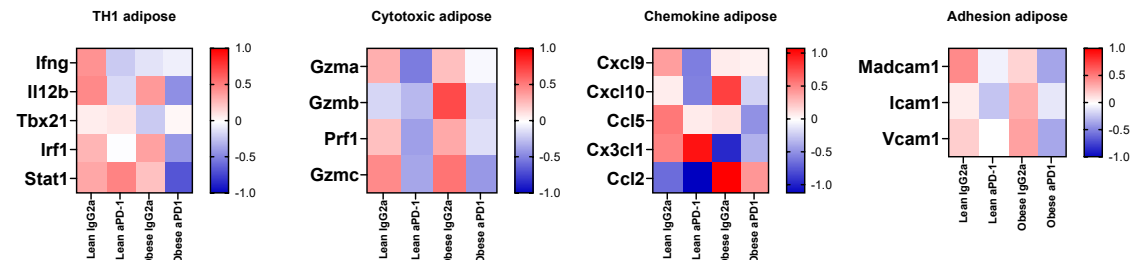 TH1 adipose
Ifng
Il12b
Tbx21
Irf1
Stat1
1.0
0.5
0
-0.5
-1.0
Lean IgG2a
Lean aPD-1
Obese IgG2a
Obese aPD1
Cytotoxic adipose
Gzma
Gzmb
Prf1
Gzmc
1.0
0.5
0
-0.5
-1.0
Lean IgG2a
Lean aPD-1
Obese IgG2a
Obese aPD1
Chemokine adipose
Cxcl9
Cxcl10
Ccl5
Cx3cl1
Ccl2
1.0
0.5
0
-0.5
-1.0
Lean IgG2a
Lean aPD-1
Obese IgG2a
Obese aPD1
Adhesion adipose
Madcam1
Icam1
Vcam1
1.0
0.5
0
-0.5
-1.0
Lean IgG2a
Lean aPD-1
Obese IgG2a
Obese aPD1